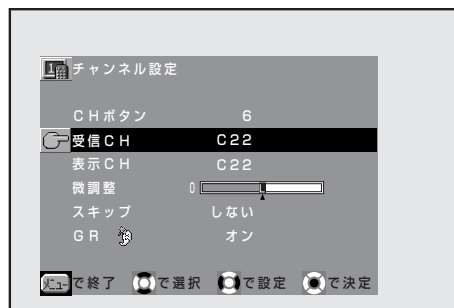 1 チャンネル設定
CHボタン 6
受信CH C22
表示CH C22
微調整 0
スキップ しない
GR オン
メニューで終了 で選択 で設定 で決定